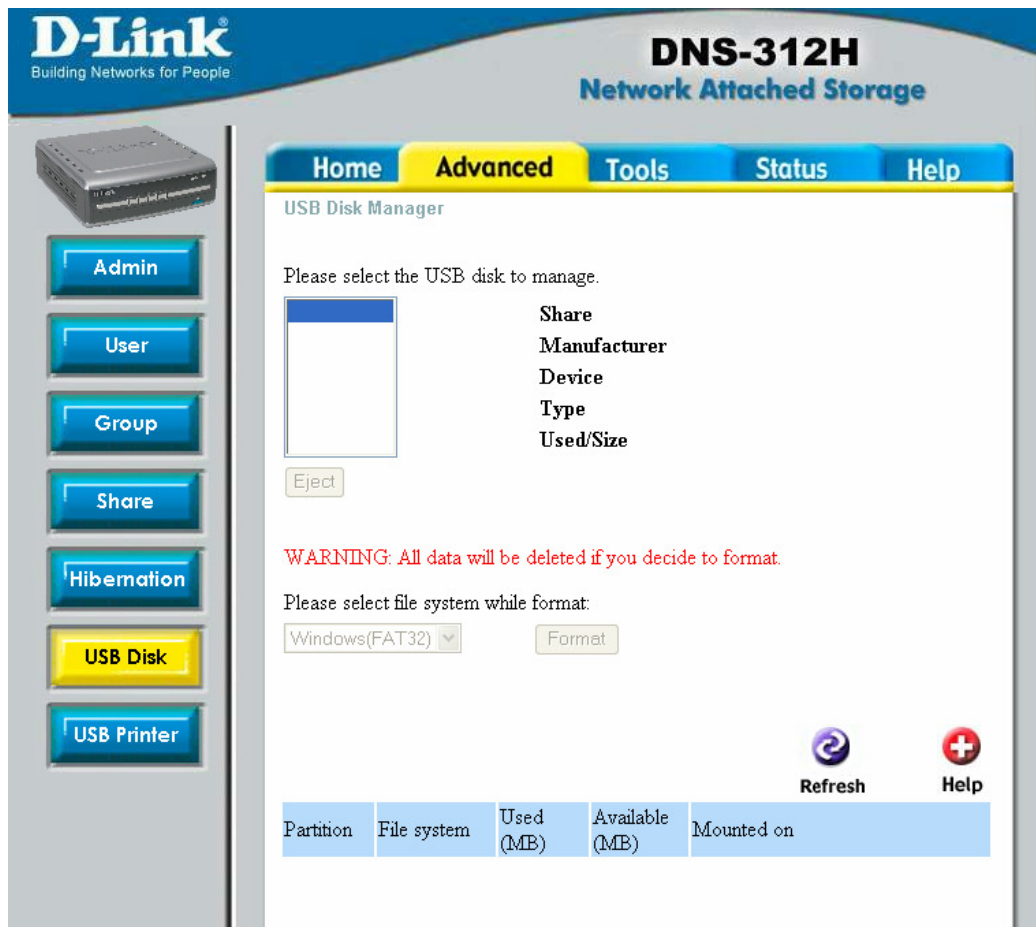 D-Link®
Building Networks for People
DNS-312H
Network Attached Storage
Home Advanced Tools Status Help
USB Disk Manager
Admin
User
Group
Share
Hibernation
USB Disk
USB Printer
Please select the USB disk to manage.
Share
Manufacturer
Device
Type
Used/Size
Eject
WARNING: All data will be deleted if you decide to format.
Please select file system while format:
Windows(FAT32) Format
Refresh Help
Partition File system Used (MB) Available (MB) Mounted on